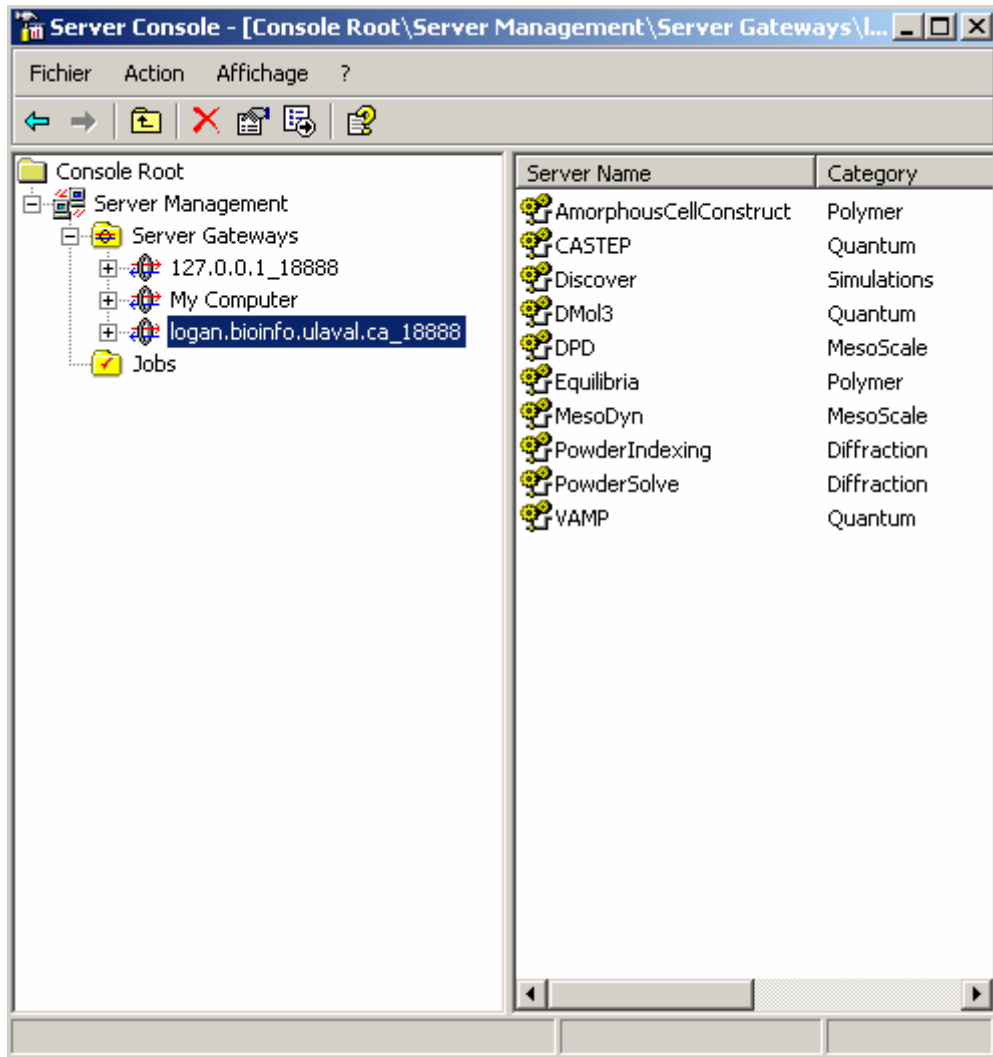 Server Console - [Console Root\Server Management\Server Gateways\l...
Fichier Action Affichage ?
Console Root
Server Management
Server Gateways
127.0.0.1_18888
My Computer
logan.bioinfo.ulaval.ca_18888
Jobs
Server Name Category
AmorphousCellConstruct Polymer
CASTEP Quantum
Discover Simulations
DMol3 Quantum
DPD MesoScale
Equilibria Polymer
MesoDyn MesoScale
PowderIndexing Diffraction
PowderSolve Diffraction
VAMP Quantum